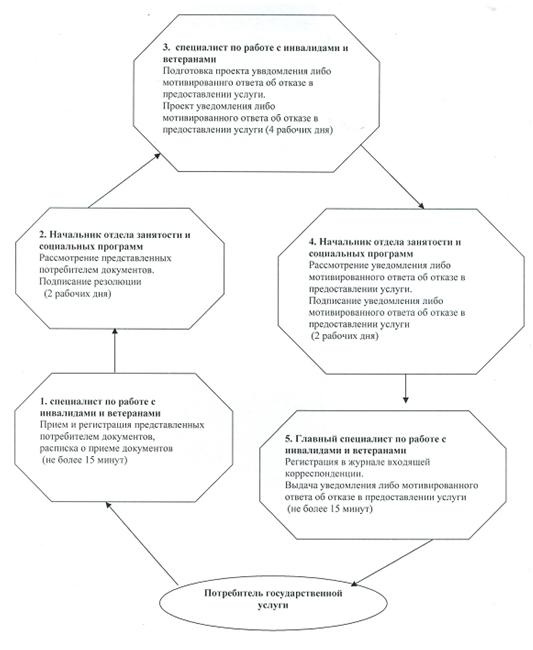 3. специалист по работе с инвалидами и
ветеранами
Подготовка проекта уввдомления либо
мотивированнго ответа об отказе в
предоставлении услуги.
Проект уведомления либо
мотивированного ответа об отказе в
предоставлении услуги (4 рабочих дня)
2. Начальник отдела занятости и
социальных программ
Рассмотрение представленных
потребителем документов.
Подписание резолюции
(2 рабочих дня)
4. Начальник отдела занятости и
социальных программ
Рассмотрение уведомления либо
мотивированного ответа об отказе в
предоставлении услуги.
Подписание уведомления либо
мотивированного ответа об отказе в
предоставлении услуги
(2 рабочих дня)
1. специалист по работе с
инвалидами и ветеранами
Прием и регистрация представленных
потребителем документов,
расписка о приеме документов
(не более 15 минут)
5. Главный специалист по работе с
инвалидами и ветеранами
Регистрация в журнале входящей
корреспонденции.
Выдача уведомления либо мотивированного
ответа об отказе в предоставлении услуги
(не более 15 минут)
Потребитель государственной
услуги